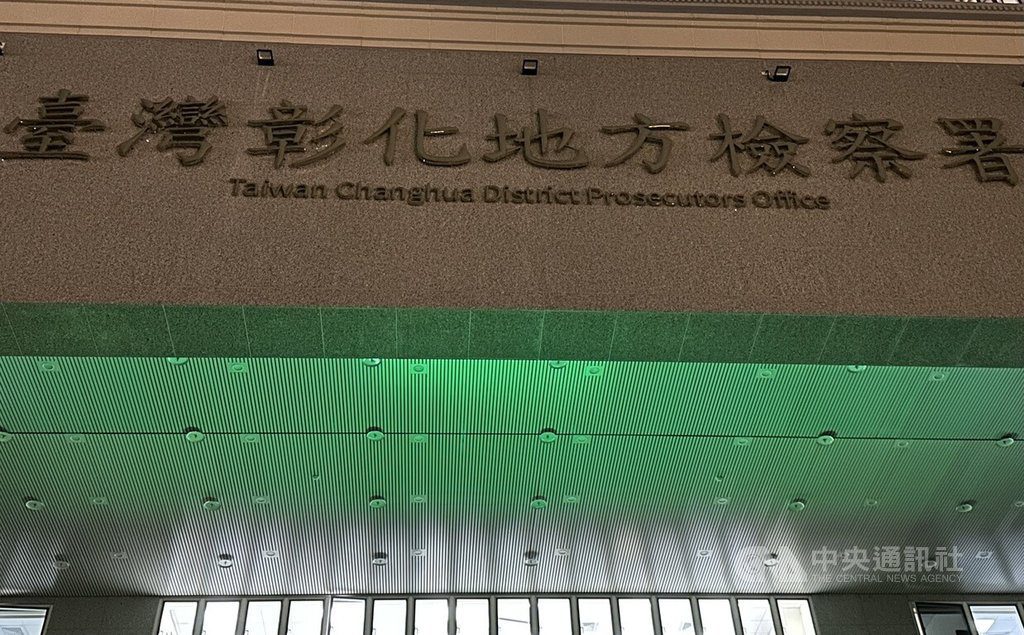 臺灣彰化地方檢察署
Taiwan Changhua District Prosecutors Office
中央通訊社
THE CENTRAL NEWS AGENCY